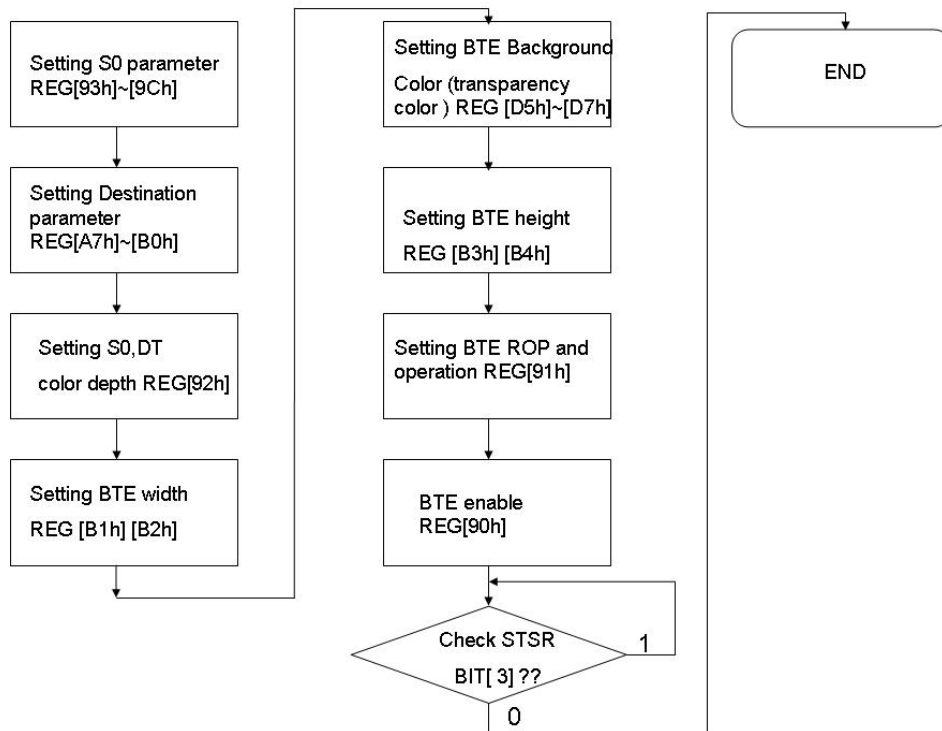 Setting S0 parameter
REG[93h]~[9Ch]
Setting Destination
parameter
REG[A7h]~[B0h]
Setting S0,DT
color depth REG[92h]
Setting BTE width
REG [B1h] [B2h]
Setting BTE Background
Color (transparency
color ) REG [D5h]~[D7h]
Setting BTE height
REG [B3h] [B4h]
Setting BTE ROP and
operation REG[91h]
BTE enable
REG[90h]
Check STSR
BIT[ 3] ??
1
0
END